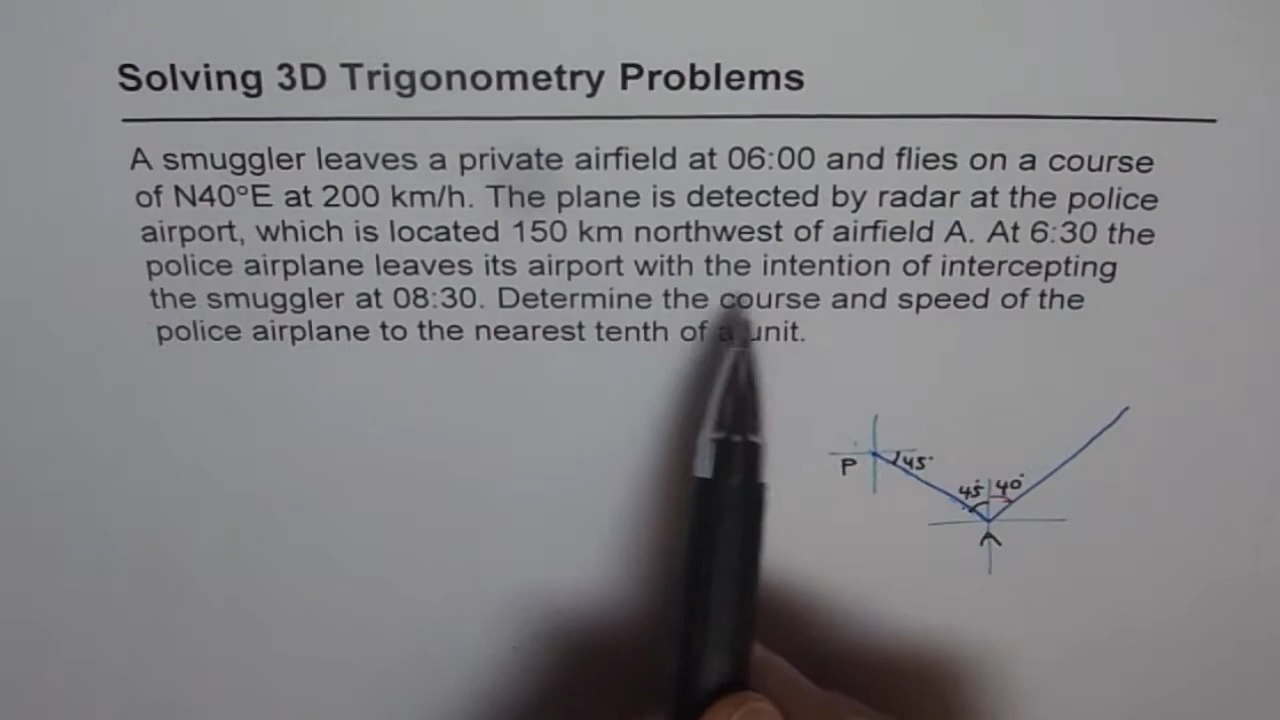 Solving 3D Trigonometry Problems
A smuggler leaves a private airfield at 06:00 and flies on a course
of N40°E at 200 km/h. The plane is detected by radar at the police
airport, which is located 150 km northwest of airfield A. At 6:30 the
police airplane leaves its airport with the intention of intercepting
the smuggler at 08:30. Determine the course and speed of the
police airplane to the nearest tenth of a unit.
P 45°
45° 40°
A